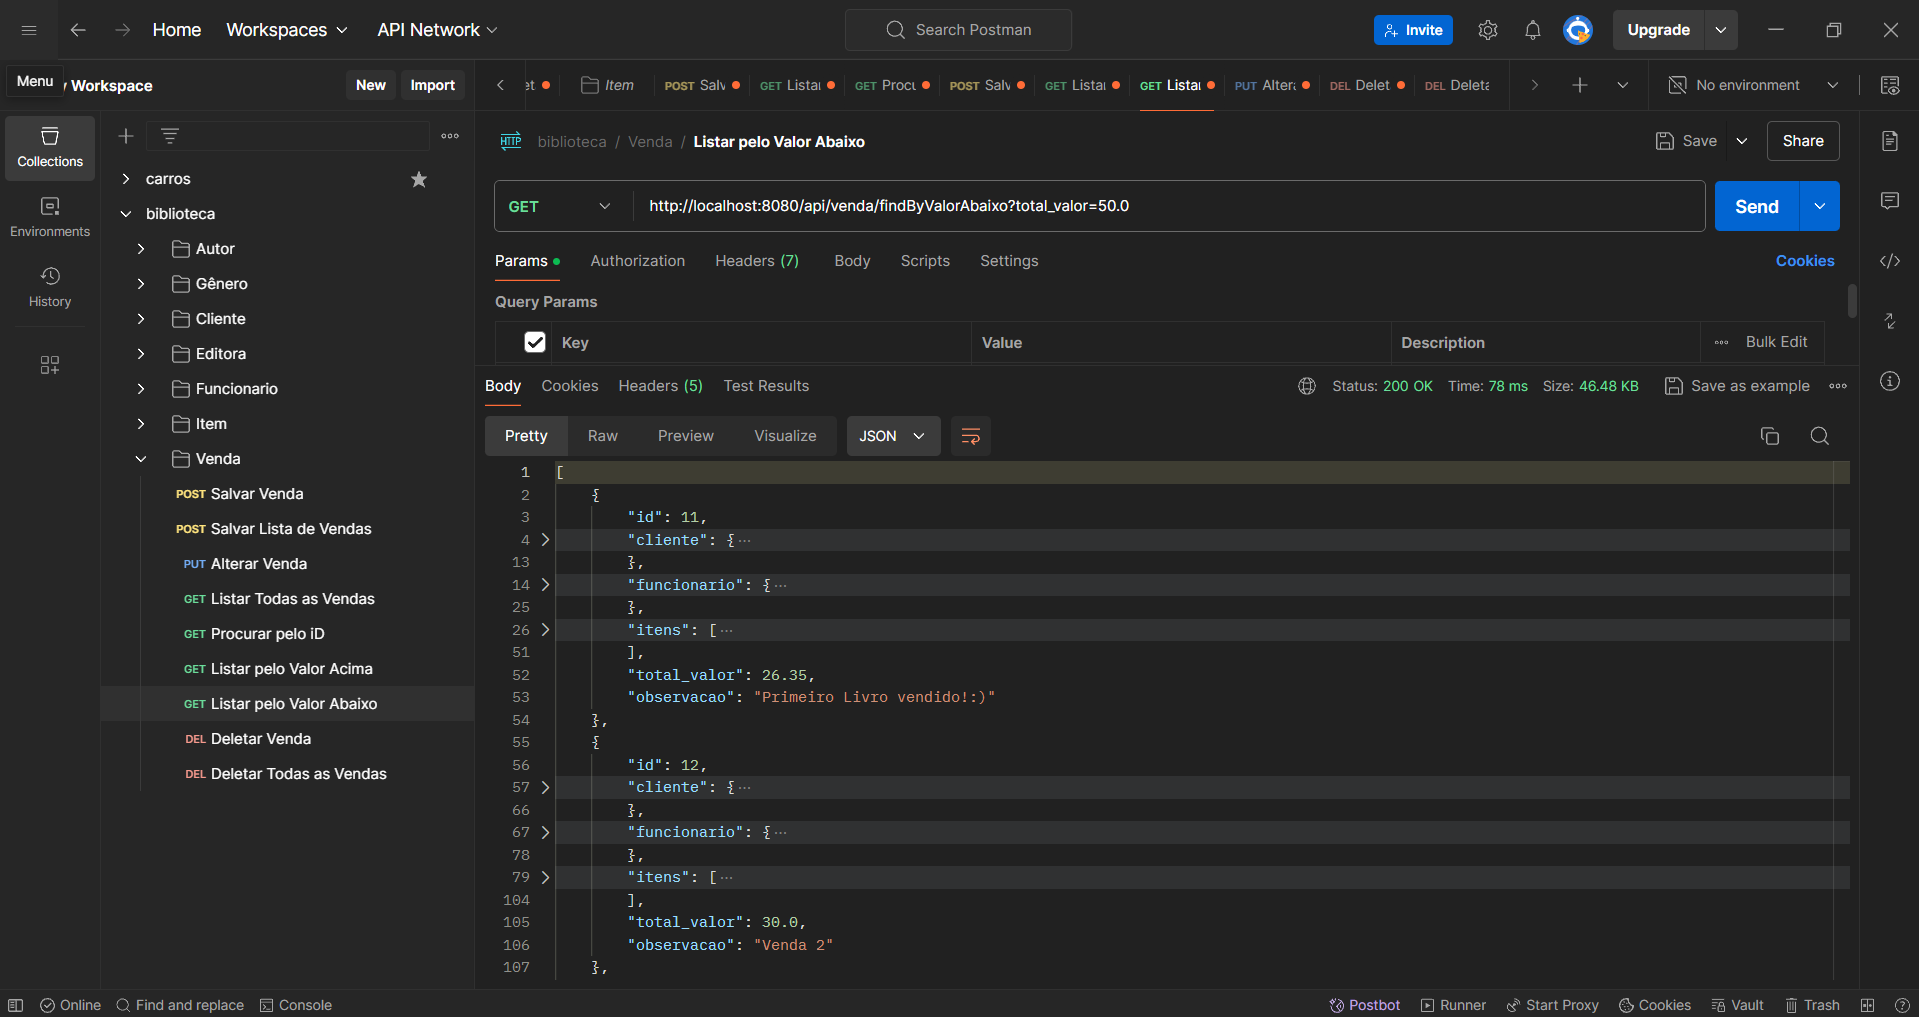 Home
Workspaces
API Network
Search Postman
Invite
Upgrade
Menu
Workspace
New
Import
Item
POST Salv
GET Listar
GET Procu
POST Salv
GET Listar
GET Listar
PUT Altera
DEL Delet
DEL Deleta
No environment
Collections
Environments
History
carros
biblioteca
Autor
Gênero
Cliente
Editora
Funcionario
Item
Venda
POST Salvar Venda
POST Salvar Lista de Vendas
PUT Alterar Venda
GET Listar Todas as Vendas
GET Procurar pelo iD
GET Listar pelo Valor Acima
GET Listar pelo Valor Abaixo
DEL Deletar Venda
DEL Deletar Todas as Vendas
HTTP biblioteca / Venda / Listar pelo Valor Abaixo
Save
Share
GET
http://localhost:8080/api/venda/findByValorAbaixo?total_valor=50.0
Send
Params
Authorization
Headers (7)
Body
Scripts
Settings
Cookies
Query Params
Key
Value
Description
Bulk Edit
Body
Cookies
Headers (5)
Test Results
Status: 200 OK
Time: 78 ms
Size: 46.48 KB
Save as example
Pretty
Raw
Preview
Visualize
JSON
1 [
2 {
3 "id": 11,
4 "cliente": { ···
13 },
14 "funcionario": { ···
25 },
26 "itens": [ ···
51 ],
52 "total_valor": 26.35,
53 "observacao": "Primeiro Livro vendido!:)"
54 },
55 {
56 "id": 12,
57 "cliente": { ···
66 },
67 "funcionario": { ···
78 },
79 "itens": [ ···
104 ],
105 "total_valor": 30.0,
106 "observacao": "Venda 2"
107 },
Online
Find and replace
Console
Postbot
Runner
Start Proxy
Cookies
Vault
Trash